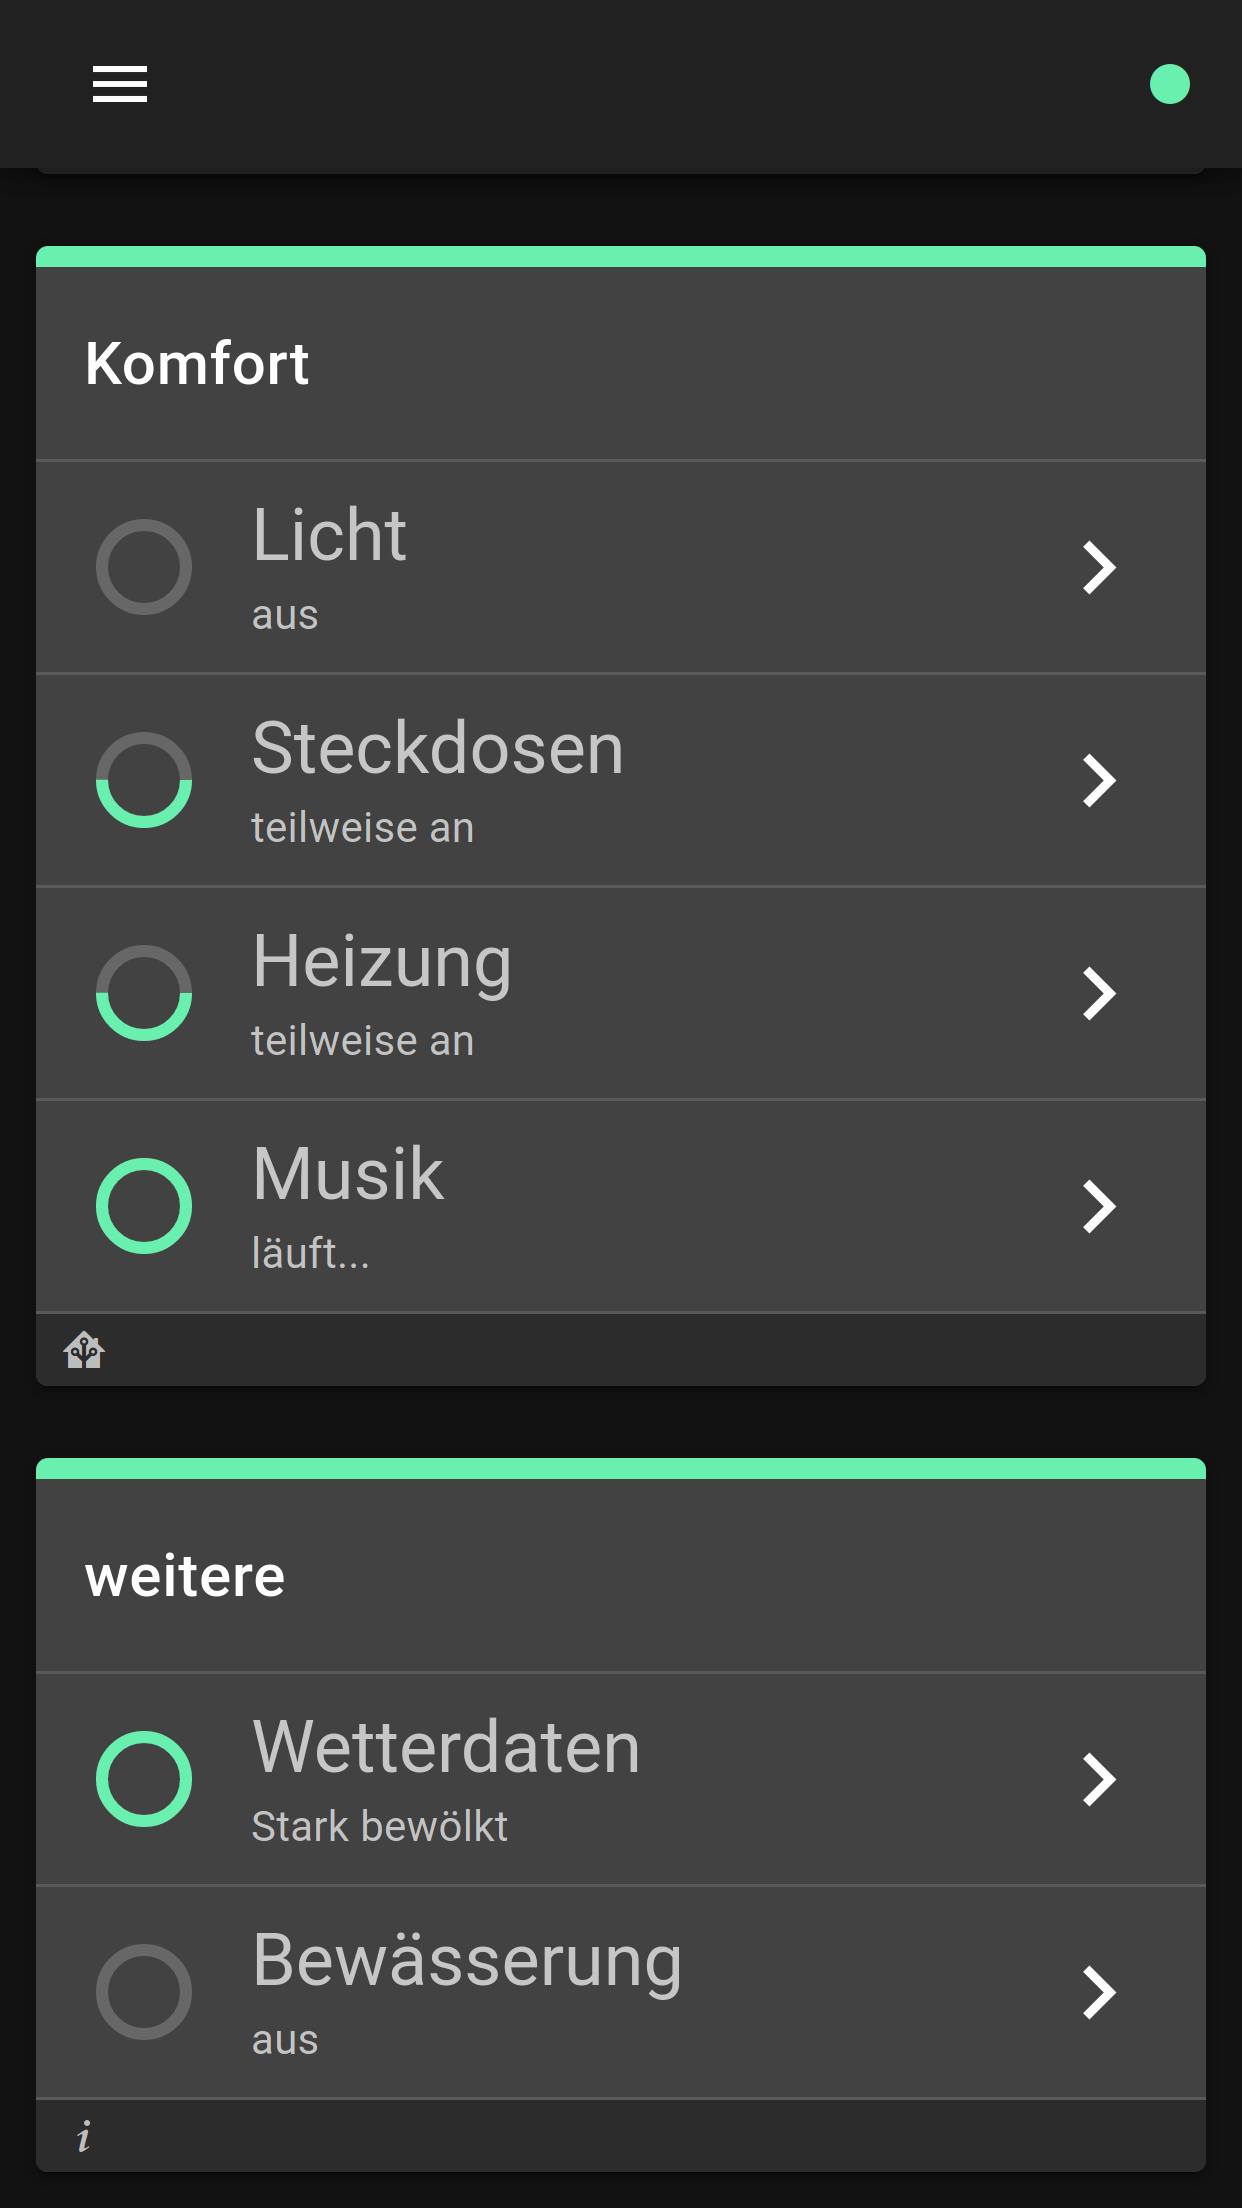 Komfort
Licht
aus
Steckdosen
teilweise an
Heizung
teilweise an
Musik
läuft...
weitere
Wetterdaten
Stark bewölkt
Bewässerung
aus
i